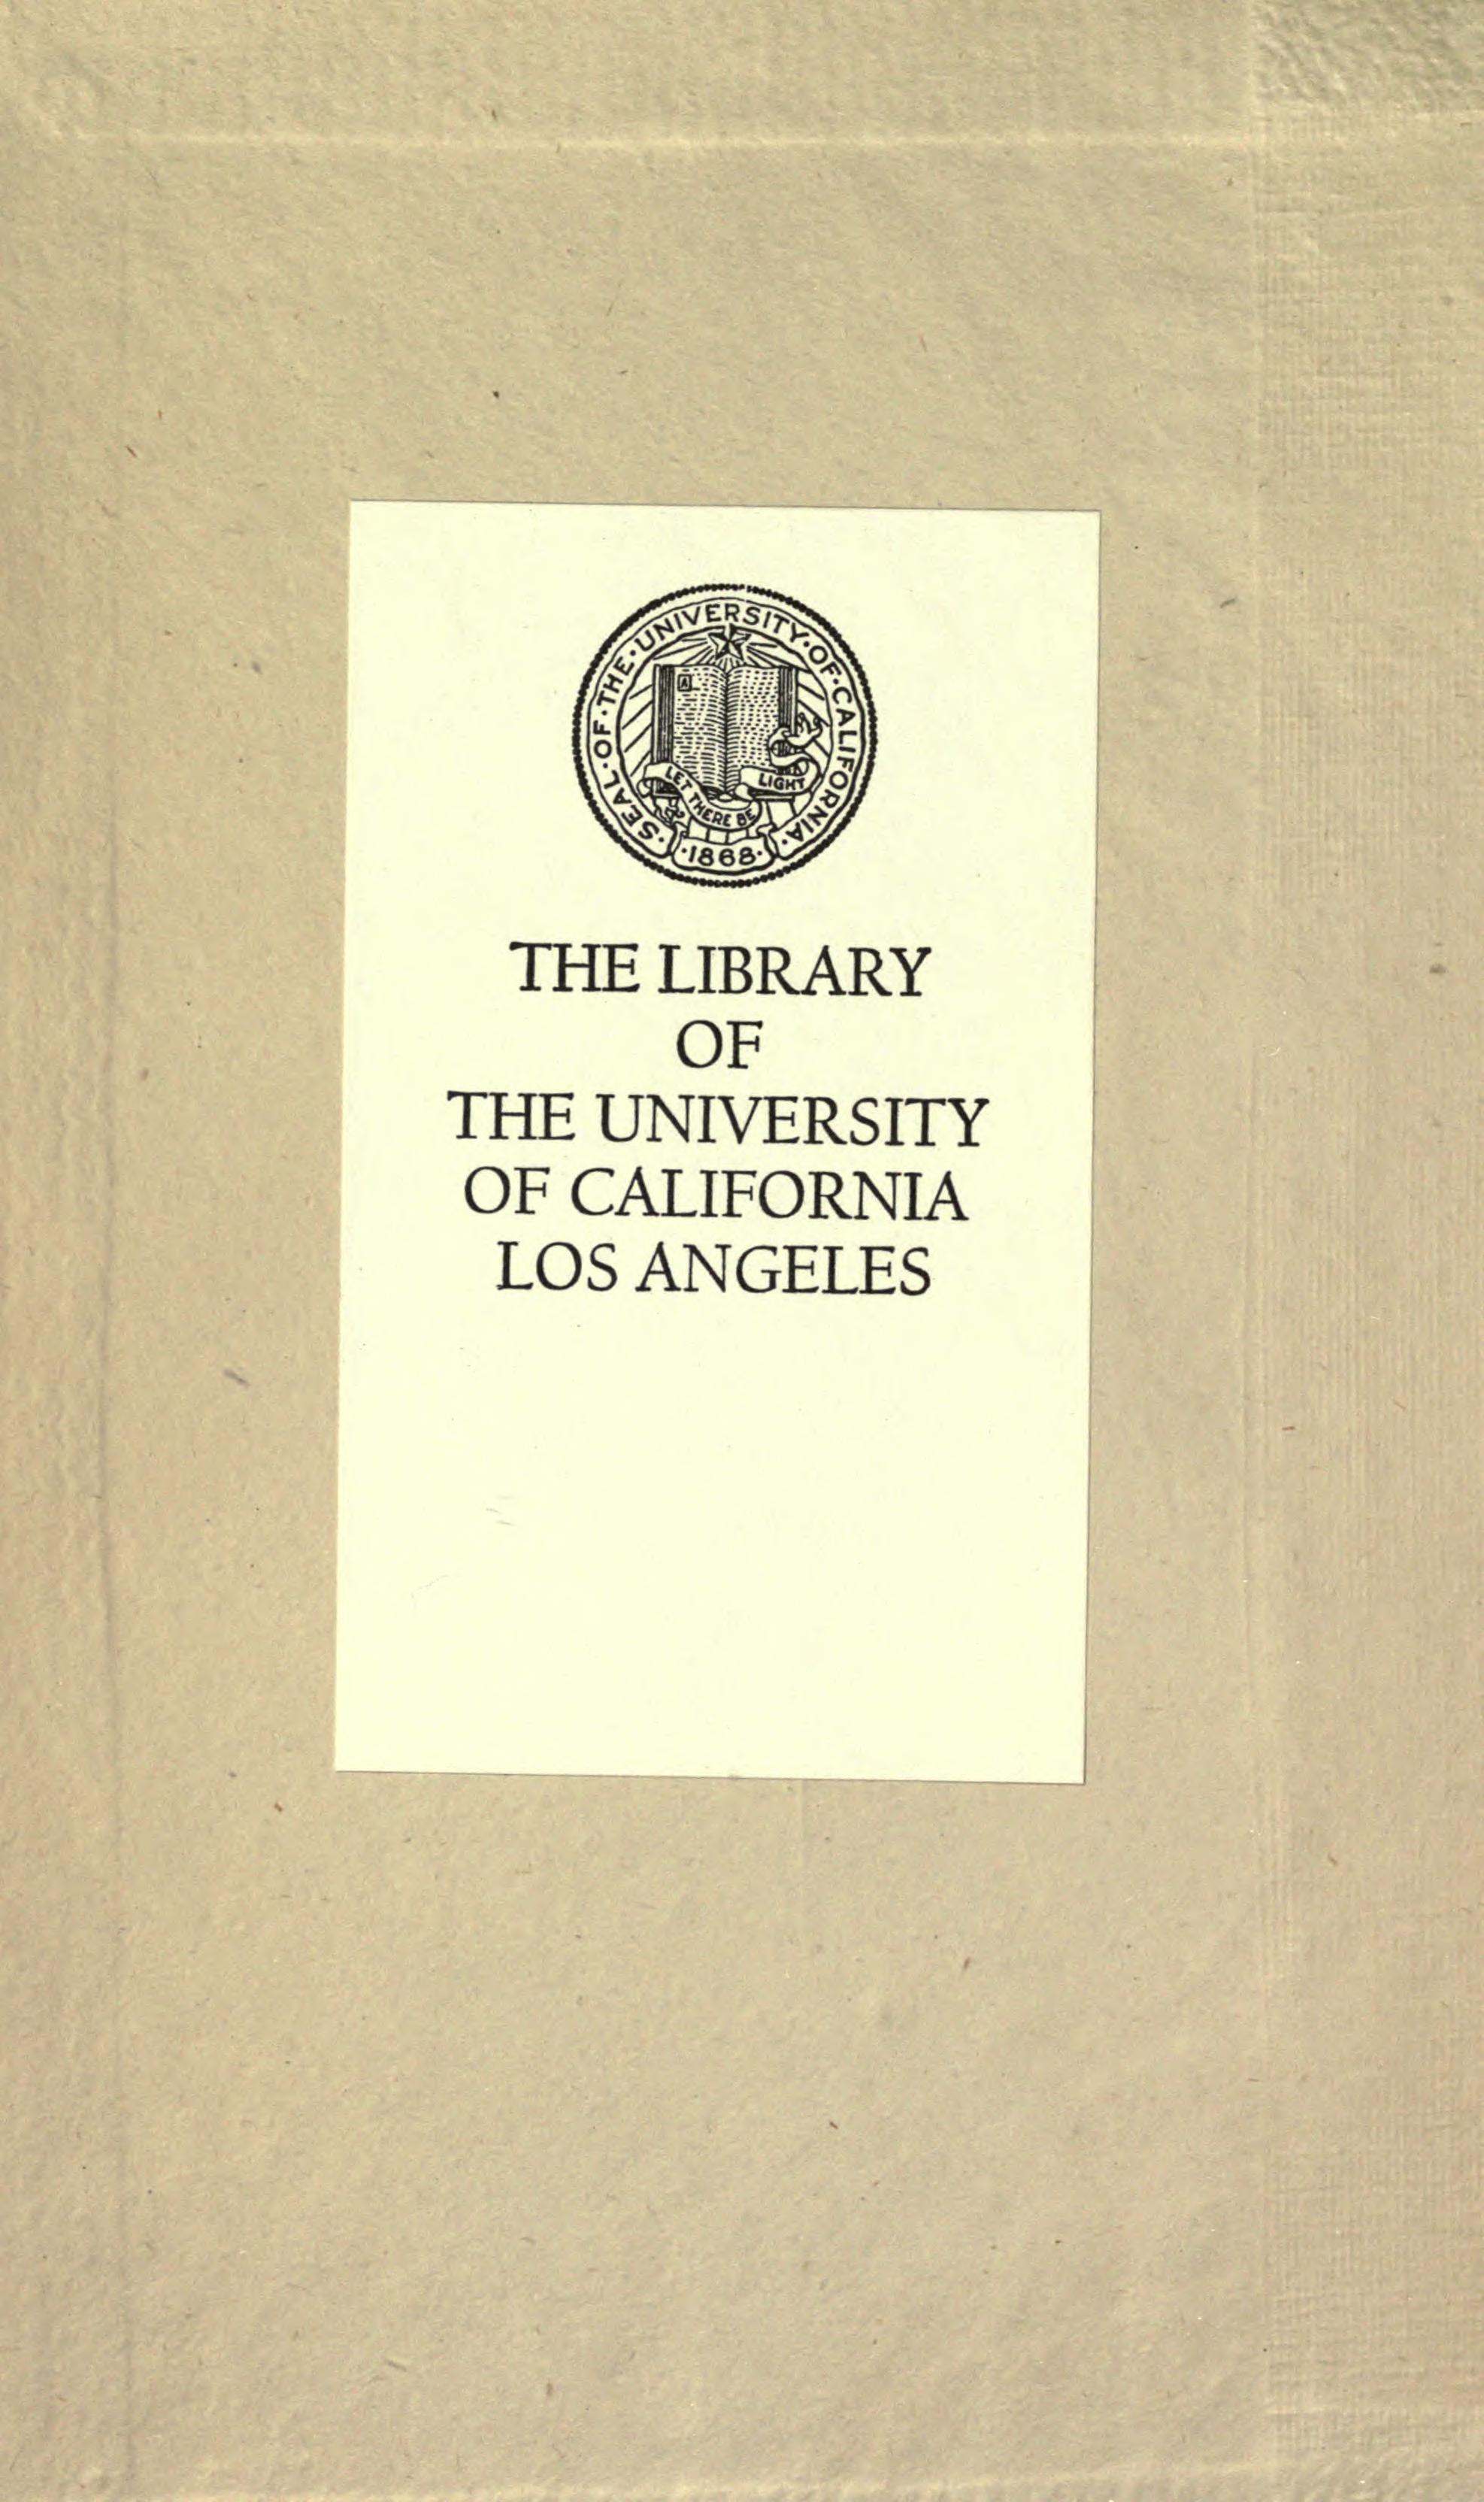 SEAL·OF·THE·UNIVERSITY·OF·CALIFORNIA·
A
LET THERE BE LIGHT
·1868·
THE LIBRARY
OF
THE UNIVERSITY
OF CALIFORNIA
LOS ANGELES